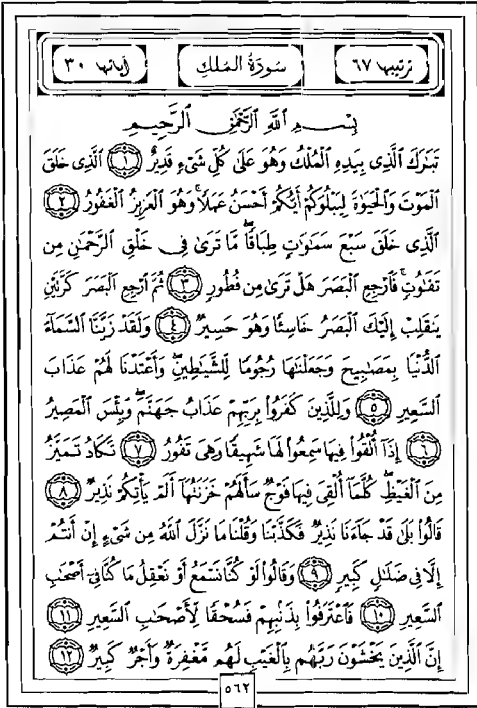 ترتيبها ٦٧ سُورَةُ المُلكِ آياتها ٣٠
بِسْمِ ٱللَّهِ ٱلرَّحْمَٰنِ ٱلرَّحِيمِ
تَبَٰرَكَ ٱلَّذِى بِيَدِهِ ٱلْمُلْكُ وَهُوَ عَلَىٰ كُلِّ شَىْءٍ قَدِيرٌ ١ ٱلَّذِى خَلَقَ
ٱلْمَوْتَ وَٱلْحَيَوٰةَ لِيَبْلُوَكُمْ أَيُّكُمْ أَحْسَنُ عَمَلًا ۚ وَهُوَ ٱلْعَزِيزُ ٱلْغَفُورُ ٢
ٱلَّذِى خَلَقَ سَبْعَ سَمَٰوَٰتٍ طِبَاقًا ۖ مَّا تَرَىٰ فِى خَلْقِ ٱلرَّحْمَٰنِ مِن
تَفَٰوُتٍ ۖ فَٱرْجِعِ ٱلْبَصَرَ هَلْ تَرَىٰ مِن فُطُورٍ ٣ ثُمَّ ٱرْجِعِ ٱلْبَصَرَ كَرَّتَيْنِ
يَنقَلِبْ إِلَيْكَ ٱلْبَصَرُ خَاسِئًا وَهُوَ حَسِيرٌ ٤ وَلَقَدْ زَيَّنَّا ٱلسَّمَآءَ
ٱلدُّنْيَا بِمَصَٰبِيحَ وَجَعَلْنَٰهَا رُجُومًا لِّلشَّيَٰطِينِ ۖ وَأَعْتَدْنَا لَهُمْ عَذَابَ
ٱلسَّعِيرِ ٥ وَلِلَّذِينَ كَفَرُوا۟ بِرَبِّهِمْ عَذَابُ جَهَنَّمَ ۖ وَبِئْسَ ٱلْمَصِيرُ
٦ إِذَآ أُلْقُوا۟ فِيهَا سَمِعُوا۟ لَهَا شَهِيقًا وَهِىَ تَفُورُ ٧ تَكَادُ تَمَيَّزُ
مِنَ ٱلْغَيْظِ ۖ كُلَّمَآ أُلْقِىَ فِيهَا فَوْجٌ سَأَلَهُمْ خَزَنَتُهَآ أَلَمْ يَأْتِكُمْ نَذِيرٌ ٨
قَالُوا۟ بَلَىٰ قَدْ جَآءَنَا نَذِيرٌ فَكَذَّبْنَا وَقُلْنَا مَا نَزَّلَ ٱللَّهُ مِن شَىْءٍ إِنْ أَنتُمْ
إِلَّا فِى ضَلَٰلٍ كَبِيرٍ ٩ وَقَالُوا۟ لَوْ كُنَّا نَسْمَعُ أَوْ نَعْقِلُ مَا كُنَّا فِىٓ أَصْحَٰبِ
ٱلسَّعِيرِ ١٠ فَٱعْتَرَفُوا۟ بِذَنۢبِهِمْ فَسُحْقًا لِّأَصْحَٰبِ ٱلسَّعِيرِ ١١
إِنَّ ٱلَّذِينَ يَخْشَوْنَ رَبَّهُم بِٱلْغَيْبِ لَهُم مَّغْفِرَةٌ وَأَجْرٌ كَبِيرٌ ١٢
٥٦٢